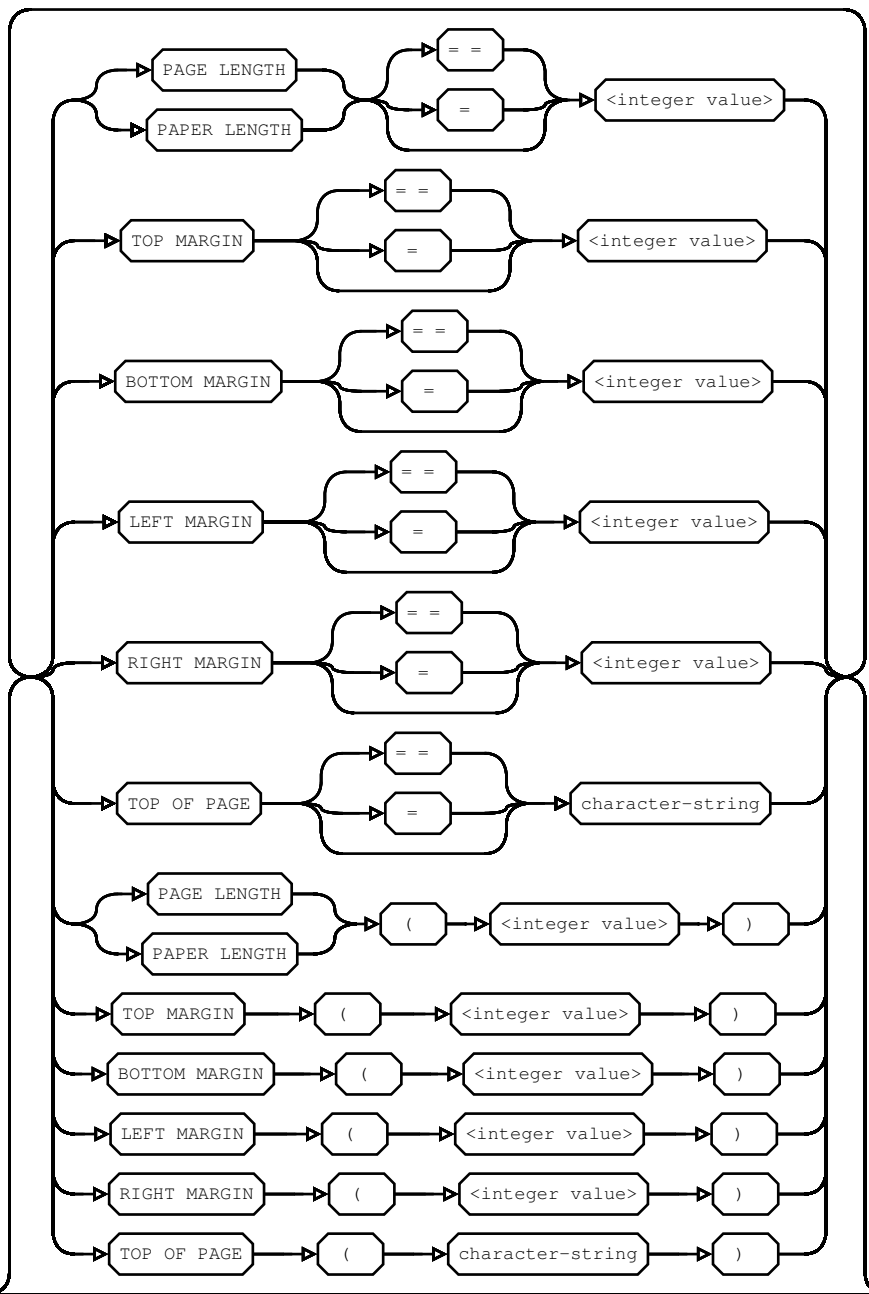 = =
PAGE LENGTH
<integer value>
=
PAPER LENGTH
= =
TOP MARGIN
<integer value>
=
= =
BOTTOM MARGIN
<integer value>
=
= =
LEFT MARGIN
<integer value>
=
= =
RIGHT MARGIN
<integer value>
=
= =
TOP OF PAGE
character-string
=
PAGE LENGTH
( <integer value> )
PAPER LENGTH
TOP MARGIN ( <integer value> )
BOTTOM MARGIN ( <integer value> )
LEFT MARGIN ( <integer value> )
RIGHT MARGIN ( <integer value> )
TOP OF PAGE ( character-string )